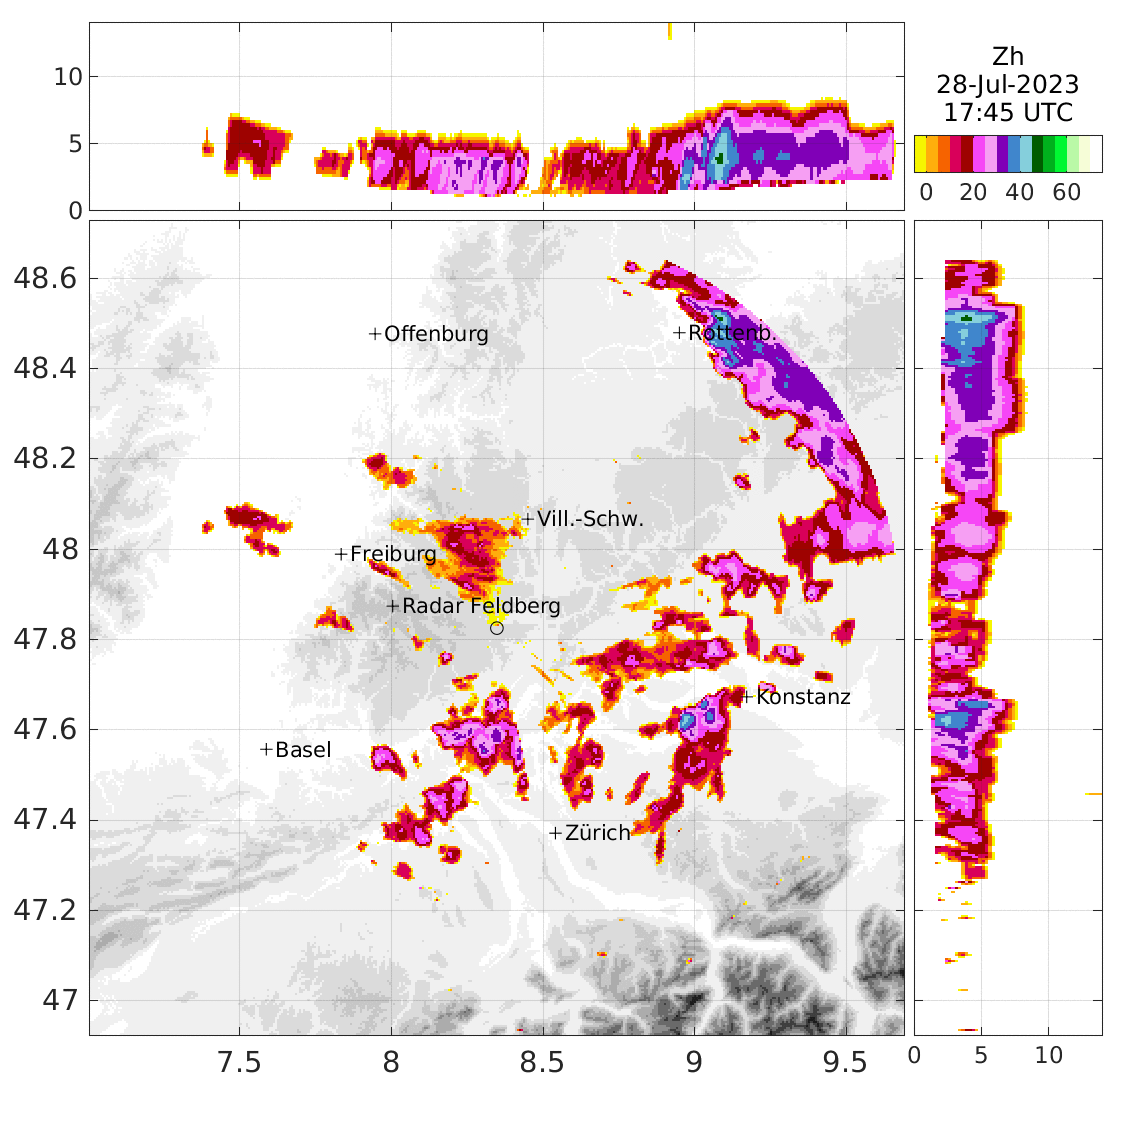 10
5
0
Zh
28-Jul-2023
17:45 UTC
0 20 40 60
48.6
48.4
48.2
48
47.8
47.6
47.4
47.2
47
+Offenburg
+Rottenb.
+Vill.-Schw.
+Freiburg
+Radar Feldberg
+Konstanz
+Basel
+Zürich
7.5 8 8.5 9 9.5
0 5 10